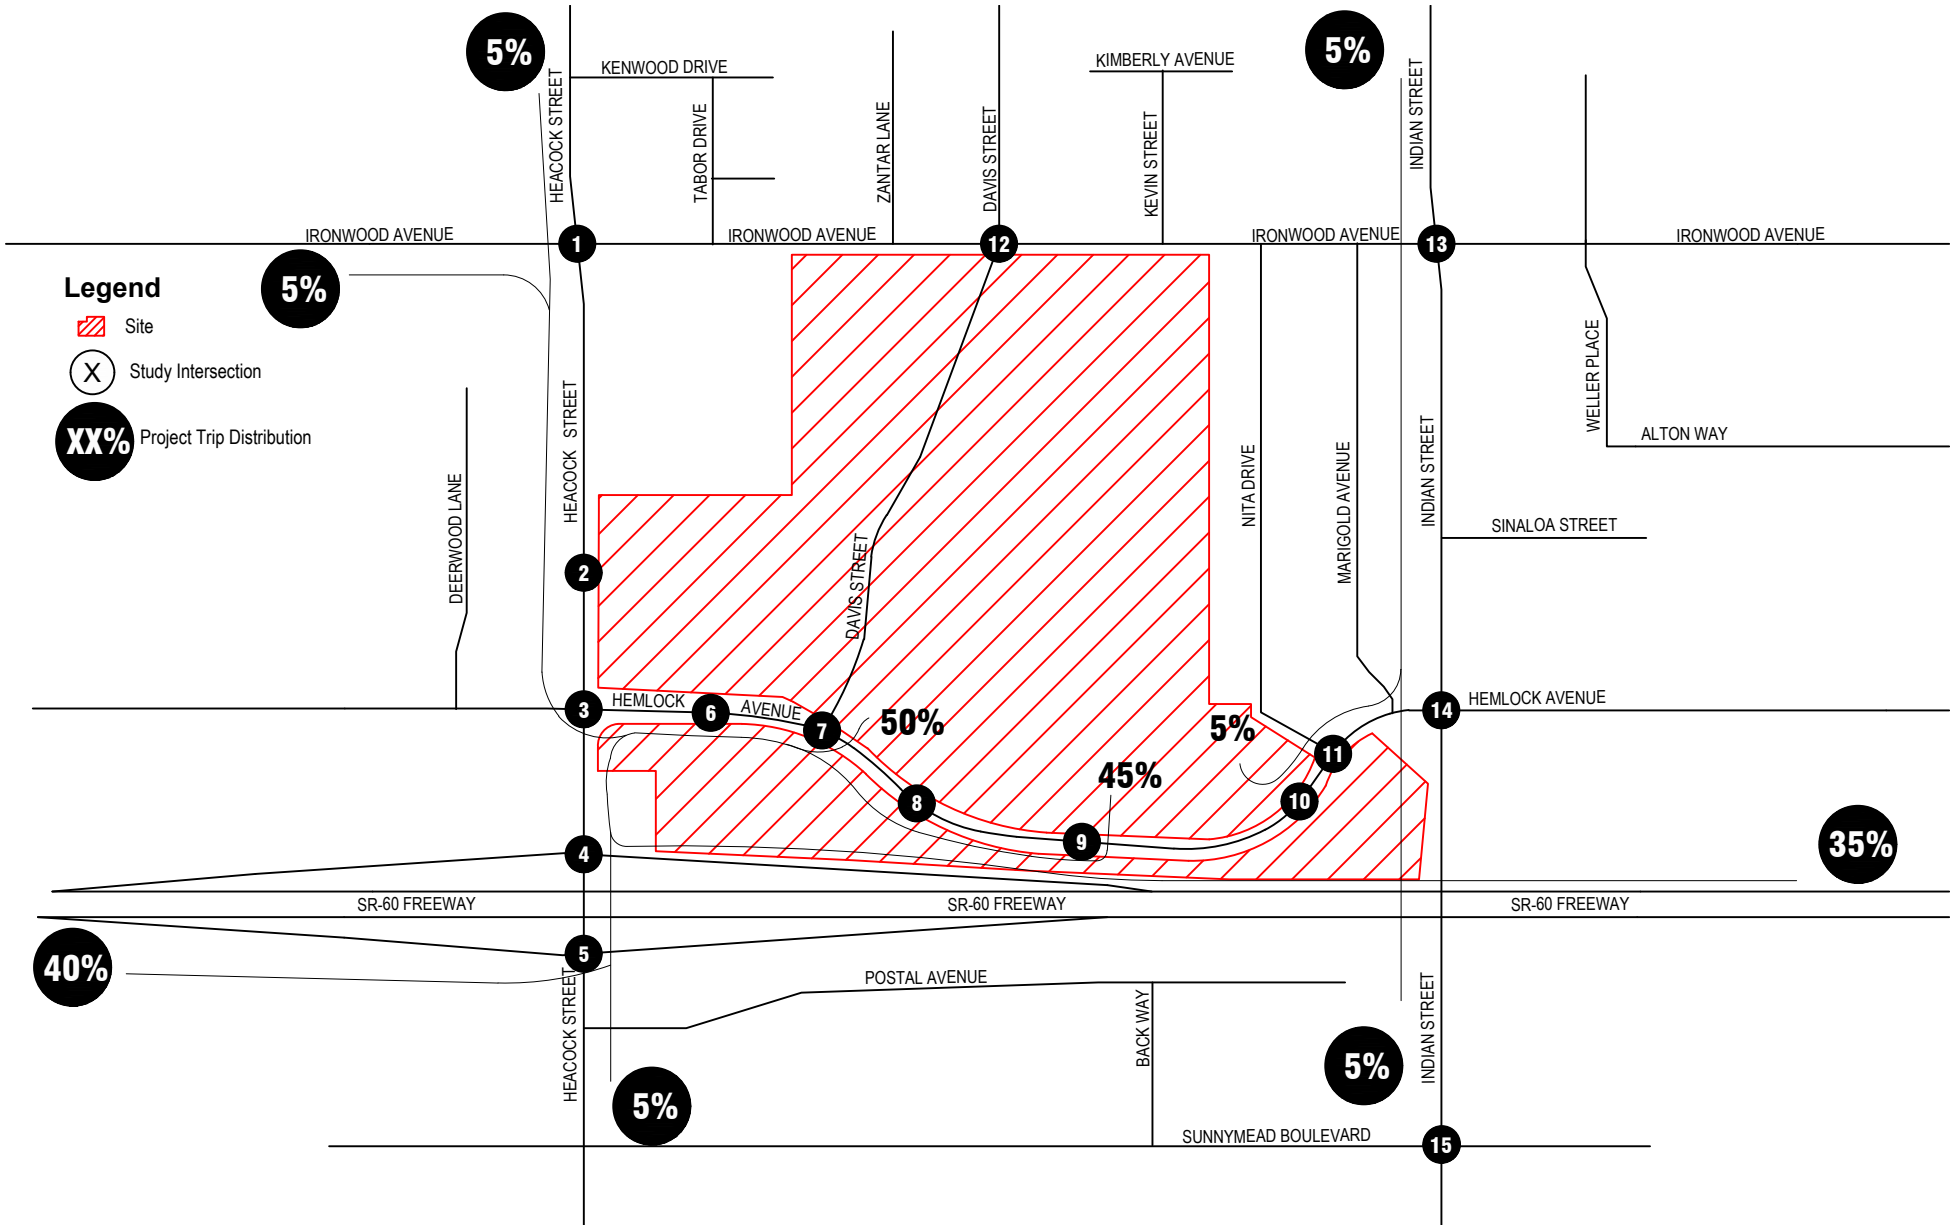 5%
5%
KENWOOD DRIVE
KIMBERLY AVENUE
HEACOCK STREET
TABOR DRIVE
ZANTAR LANE
DAVIS STREET
KEVIN STREET
INDIAN STREET
IRONWOOD AVENUE
1
IRONWOOD AVENUE
12
IRONWOOD AVENUE
13
IRONWOOD AVENUE
5%
Legend
Site
X
Study Intersection
XX%
Project Trip Distribution
DEERWOOD LANE
HEACOCK STREET
2
DAVIS STREET
NITA DRIVE
MARIGOLD AVENUE
INDIAN STREET
WELLER PLACE
ALTON WAY
SINALOA STREET
3
HEMLOCK
6
AVENUE
7
50%
5%
11
14
HEMLOCK AVENUE
45%
8
9
10
4
35%
SR-60 FREEWAY
SR-60 FREEWAY
SR-60 FREEWAY
40%
5
HEACOCK STREET
POSTAL AVENUE
BACK WAY
INDIAN STREET
5%
5%
SUNNYMEAD BOULEVARD
15